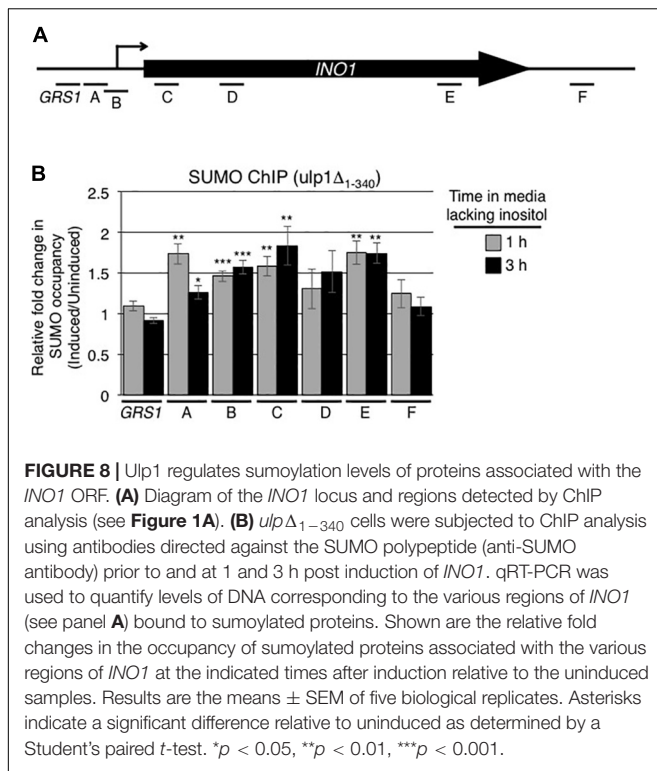 A
INO1
GRS1 A B C D E F
B
SUMO ChIP (ulp1Δ1-340)
Relative fold change in
SUMO occupancy
(Induced/Uninduced)
2.5
2
1.5
1
0.5
0
** * *** *** ** ** ** **
GRS1 A B C D E F
Time in media
lacking inositol
1 h
3 h
FIGURE 8 | Ulp1 regulates sumoylation levels of proteins associated with the
INO1 ORF. (A) Diagram of the INO1 locus and regions detected by ChIP
analysis (see Figure 1A). (B) ulpΔ1−340 cells were subjected to ChIP analysis
using antibodies directed against the SUMO polypeptide (anti-SUMO
antibody) prior to and at 1 and 3 h post induction of INO1. qRT-PCR was
used to quantify levels of DNA corresponding to the various regions of INO1
(see panel A) bound to sumoylated proteins. Shown are the relative fold
changes in the occupancy of sumoylated proteins associated with the various
regions of INO1 at the indicated times after induction relative to the uninduced
samples. Results are the means ± SEM of five biological replicates. Asterisks
indicate a significant difference relative to uninduced as determined by a
Student's paired t-test. *p < 0.05, **p < 0.01, ***p < 0.001.